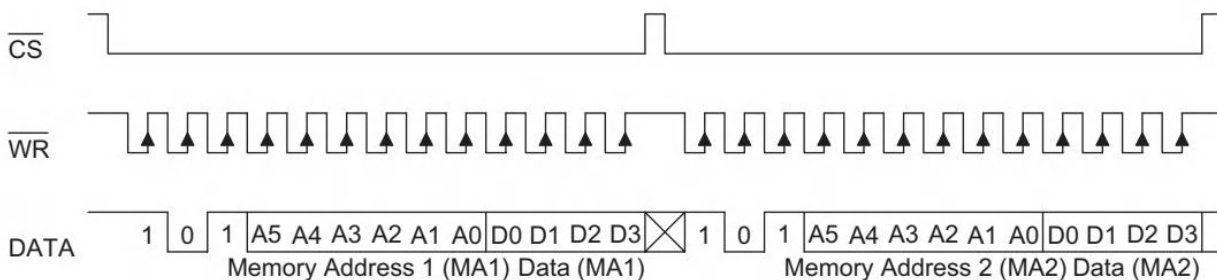 CS
WR
DATA 1 0 1 A5 A4 A3 A2 A1 A0 D0 D1 D2 D3 1 0 1 A5 A4 A3 A2 A1 A0 D0 D1 D2 D3
Memory Address 1 (MA1) Data (MA1) Memory Address 2 (MA2) Data (MA2)